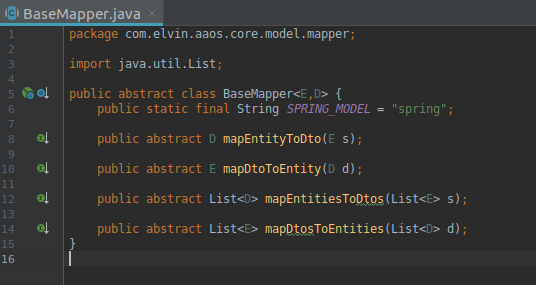 BaseMapper.java
1 package com.elvin.aaos.core.model.mapper;
2
3 import java.util.List;
4
5 public abstract class BaseMapper<E,D> {
6 public static final String SPRING_MODEL = "spring";
7
8 public abstract D mapEntityToDto(E s);
9
10 public abstract E mapDtoToEntity(D d);
11
12 public abstract List<D> mapEntitiesToDtos(List<E> s);
13
14 public abstract List<E> mapDtosToEntities(List<D> d);
15 }
16